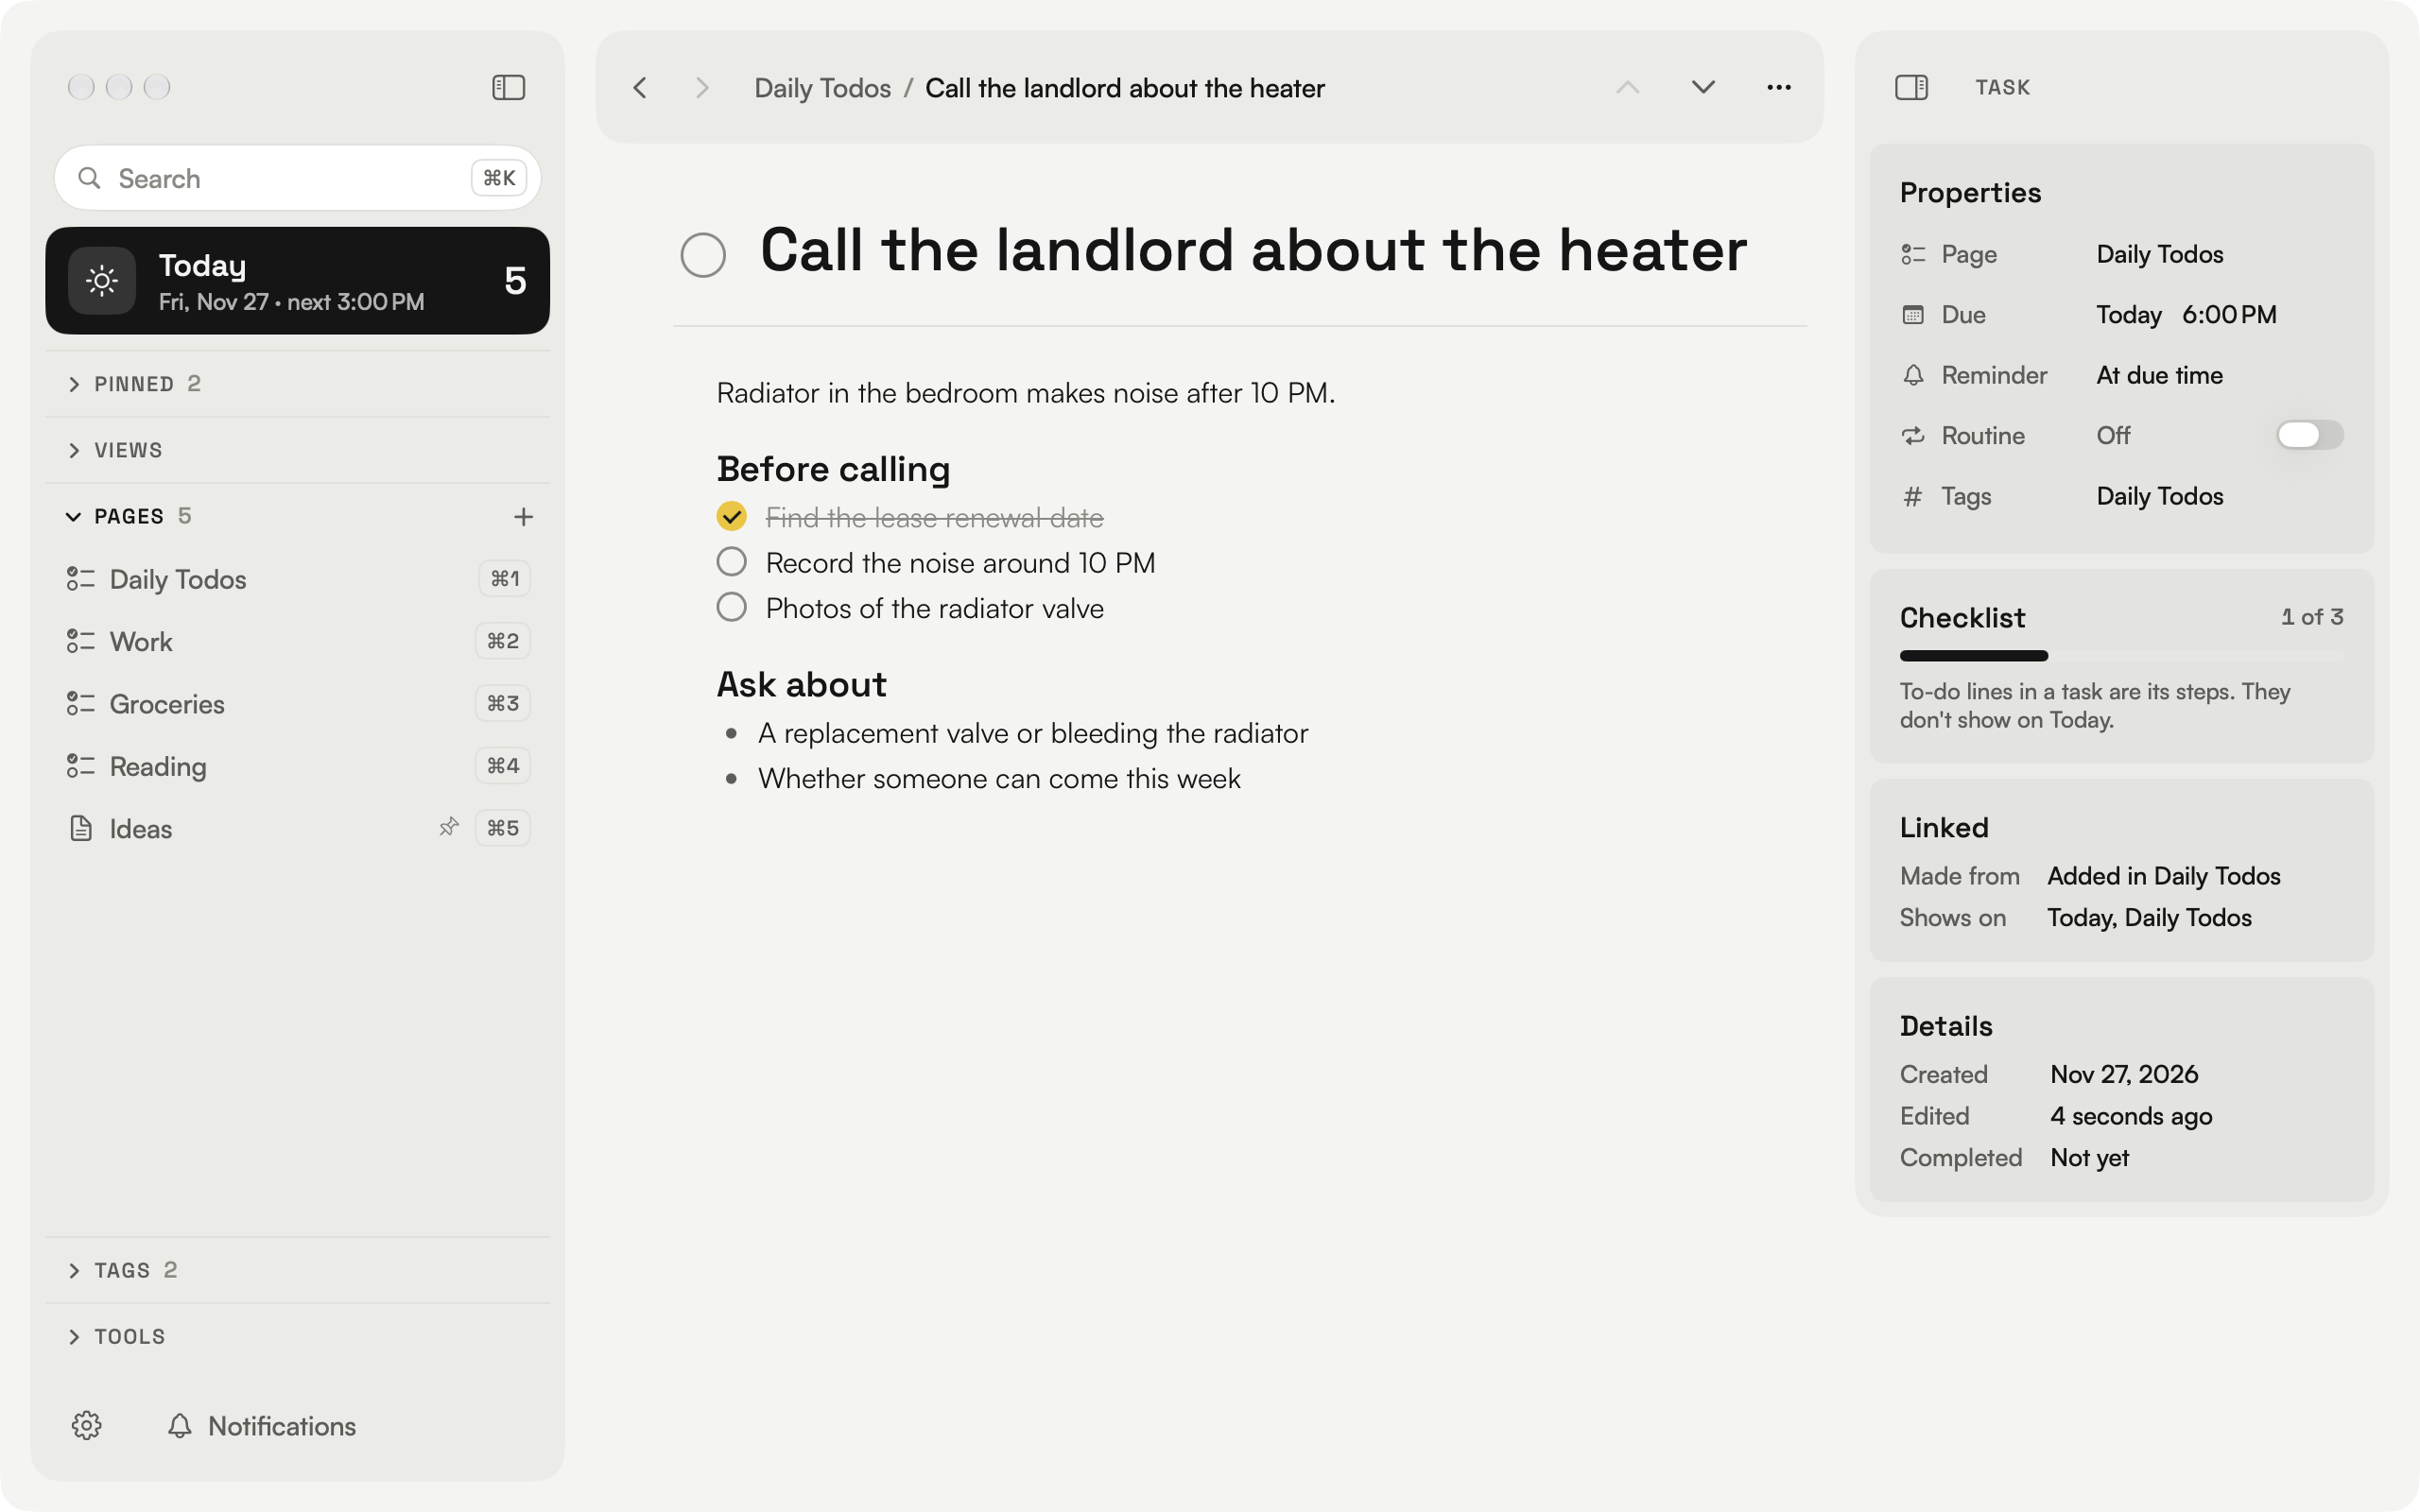 Search ⌘K
Today
Fri, Nov 27 • next 3:00 PM
5
PINNED 2
VIEWS
PAGES 5
Daily Todos ⌘1
Work ⌘2
Groceries ⌘3
Reading ⌘4
Ideas ⌘5
TAGS 2
TOOLS
Notifications
Daily Todos / Call the landlord about the heater
Call the landlord about the heater
Radiator in the bedroom makes noise after 10 PM.
Before calling
Find the lease renewal date
Record the noise around 10 PM
Photos of the radiator valve
Ask about
• A replacement valve or bleeding the radiator
• Whether someone can come this week
TASK
Properties
Page Daily Todos
Due Today 6:00 PM
Reminder At due time
Routine Off
# Tags Daily Todos
Checklist 1 of 3
To-do lines in a task are its steps. They
don't show on Today.
Linked
Made from Added in Daily Todos
Shows on Today, Daily Todos
Details
Created Nov 27, 2026
Edited 4 seconds ago
Completed Not yet